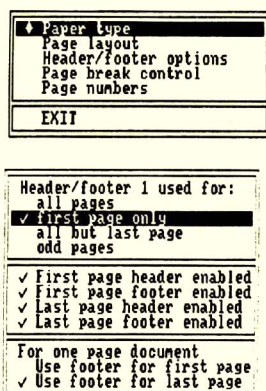 ♦ Paper type
Page layout
Header/footer options
Page break control
Page numbers
EXIT
Header/footer 1 used for:
all pages
✓ first page only
all but last page
odd pages
✓ First page header enabled
✓ First page footer enabled
✓ Last page header enabled
✓ Last page footer enabled
For one page document
Use footer for first page
✓ Use footer for last page